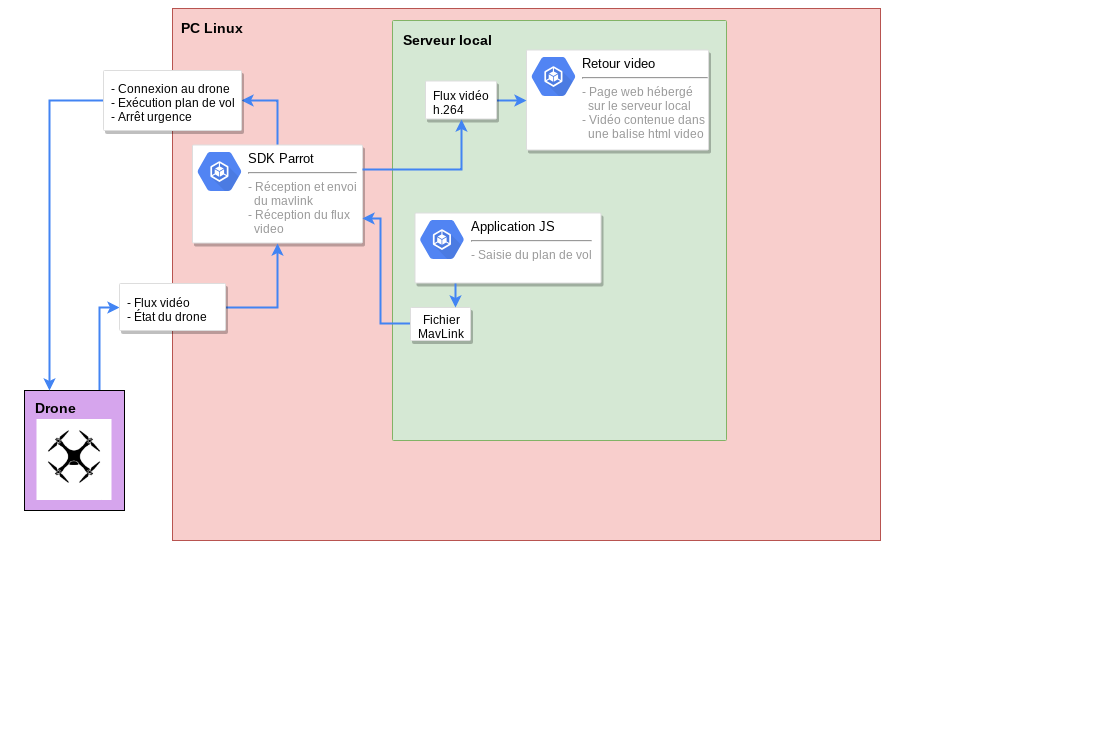 PC Linux
Serveur local
- Connexion au drone
- Exécution plan de vol
- Arrêt urgence
Flux vidéo
h.264
Retour video
- Page web hébergé
sur le serveur local
- Vidéo contenue dans
une balise html video
SDK Parrot
- Réception et envoi
du mavlink
- Réception du flux
video
Application JS
- Saisie du plan de vol
- Flux vidéo
- État du drone
Fichier
MavLink
Drone